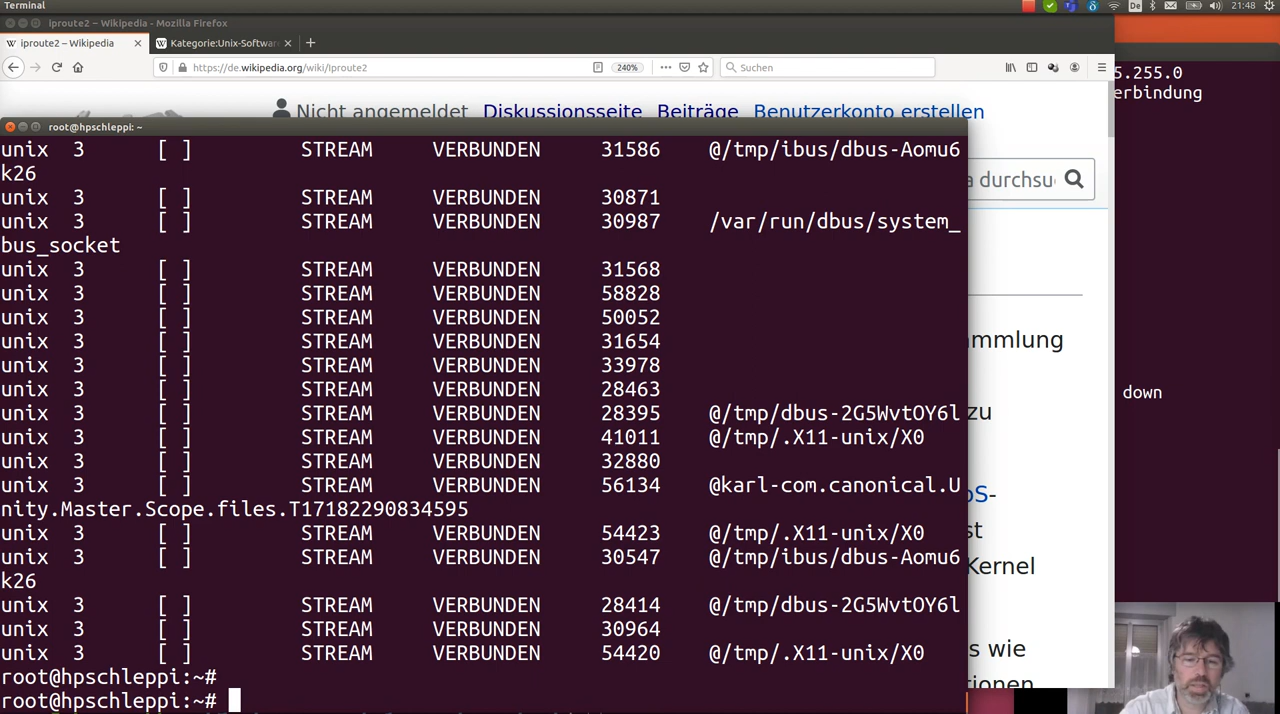 Terminal
De
21:48
iproute2 – Wikipedia - Mozilla Firefox
iproute2 – Wikipedia
Kategorie:Unix-Softwar
https://de.wikipedia.org/wiki/Iproute2
240%
Suchen
5.255.0
erbindung
Nicht angemeldet Diskussionsseite Beiträge Benutzerkonto erstellen
root@hpschleppi: ~
unix 3 [ ] STREAM VERBUNDEN 31586 @/tmp/ibus/dbus-Aomu6
k26
unix 3 [ ] STREAM VERBUNDEN 30871
unix 3 [ ] STREAM VERBUNDEN 30987 /var/run/dbus/system_
bus_socket
unix 3 [ ] STREAM VERBUNDEN 31568
unix 3 [ ] STREAM VERBUNDEN 58828
unix 3 [ ] STREAM VERBUNDEN 50052
unix 3 [ ] STREAM VERBUNDEN 31654
unix 3 [ ] STREAM VERBUNDEN 33978
unix 3 [ ] STREAM VERBUNDEN 28463
unix 3 [ ] STREAM VERBUNDEN 28395 @/tmp/dbus-2G5WvtOY6l
unix 3 [ ] STREAM VERBUNDEN 41011 @/tmp/.X11-unix/X0
unix 3 [ ] STREAM VERBUNDEN 32880
unix 3 [ ] STREAM VERBUNDEN 56134 @karl-com.canonical.U
nity.Master.Scope.files.T17182290834595
unix 3 [ ] STREAM VERBUNDEN 54423 @/tmp/.X11-unix/X0
unix 3 [ ] STREAM VERBUNDEN 30547 @/tmp/ibus/dbus-Aomu6
k26
unix 3 [ ] STREAM VERBUNDEN 28414 @/tmp/dbus-2G5WvtOY6l
unix 3 [ ] STREAM VERBUNDEN 30964
unix 3 [ ] STREAM VERBUNDEN 54420 @/tmp/.X11-unix/X0
root@hpschleppi:~#
root@hpschleppi:~#
a durchsu
mmlung
zu
S-
st
Kernel
s wie
tionen
down